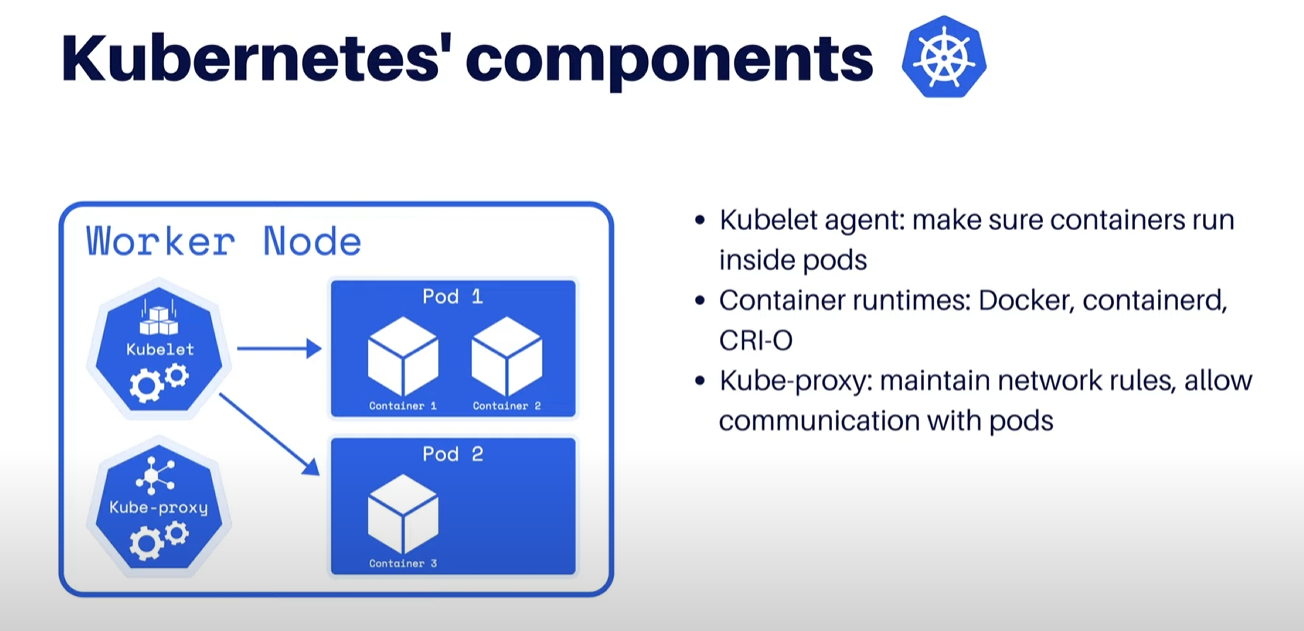 Kubernetes' components
Worker Node
Kubelet
Pod 1
Container 1
Container 2
Kube-proxy
Pod 2
Container 3
• Kubelet agent: make sure containers run
inside pods
• Container runtimes: Docker, containerd,
CRI-O
• Kube-proxy: maintain network rules, allow
communication with pods